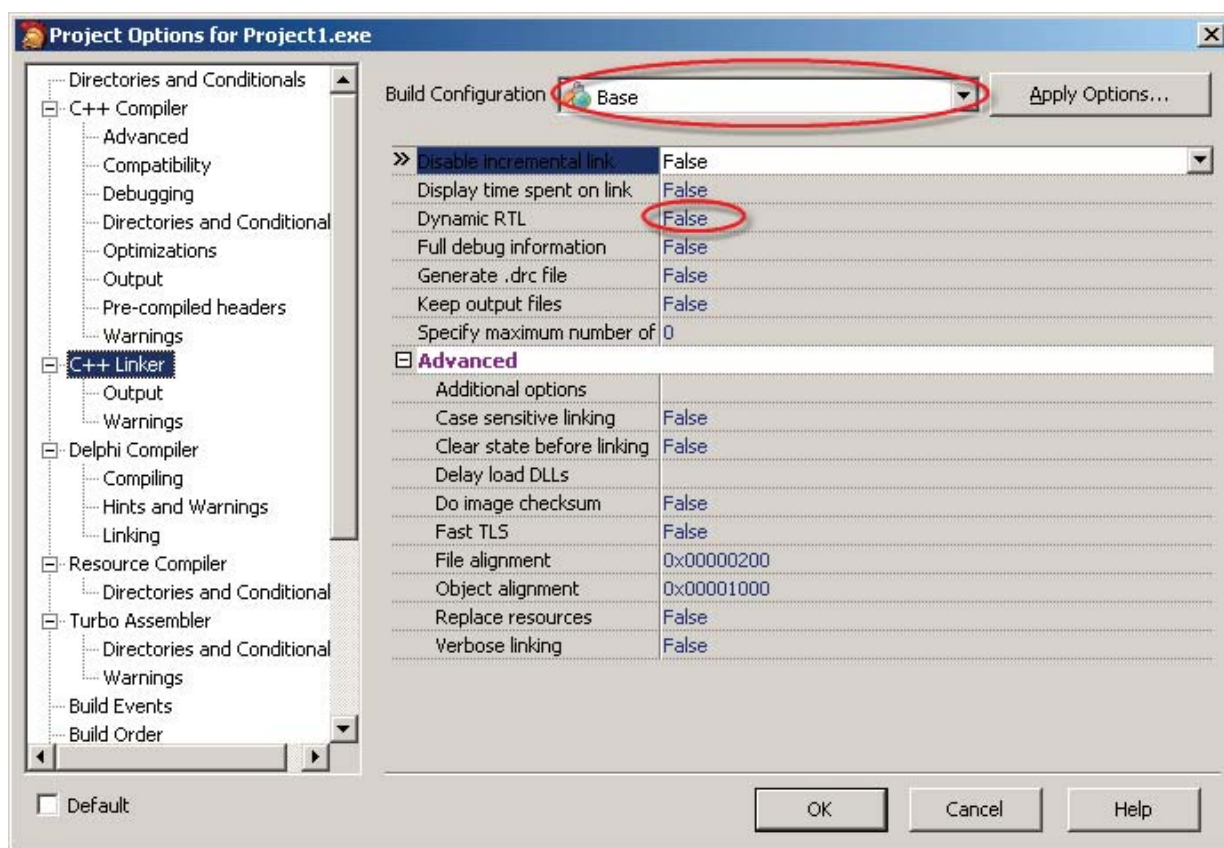 Project Options for Project1.exe
Directories and Conditionals
C++ Compiler
Advanced
Compatibility
Debugging
Directories and Conditional
Optimizations
Output
Pre-compiled headers
Warnings
C++ Linker
Output
Warnings
Delphi Compiler
Compiling
Hints and Warnings
Linking
Resource Compiler
Directories and Conditional
Turbo Assembler
Directories and Conditional
Warnings
Build Events
Build Order
Default
Build Configuration Base Apply Options...
Disable incremental link False
Display time spent on link False
Dynamic RTL False
Full debug information False
Generate .drc file False
Keep output files False
Specify maximum number of 0
Advanced
Additional options
Case sensitive linking False
Clear state before linking False
Delay load DLLs
Do image checksum False
Fast TLS False
File alignment 0x00000200
Object alignment 0x00001000
Replace resources False
Verbose linking False
OK Cancel Help